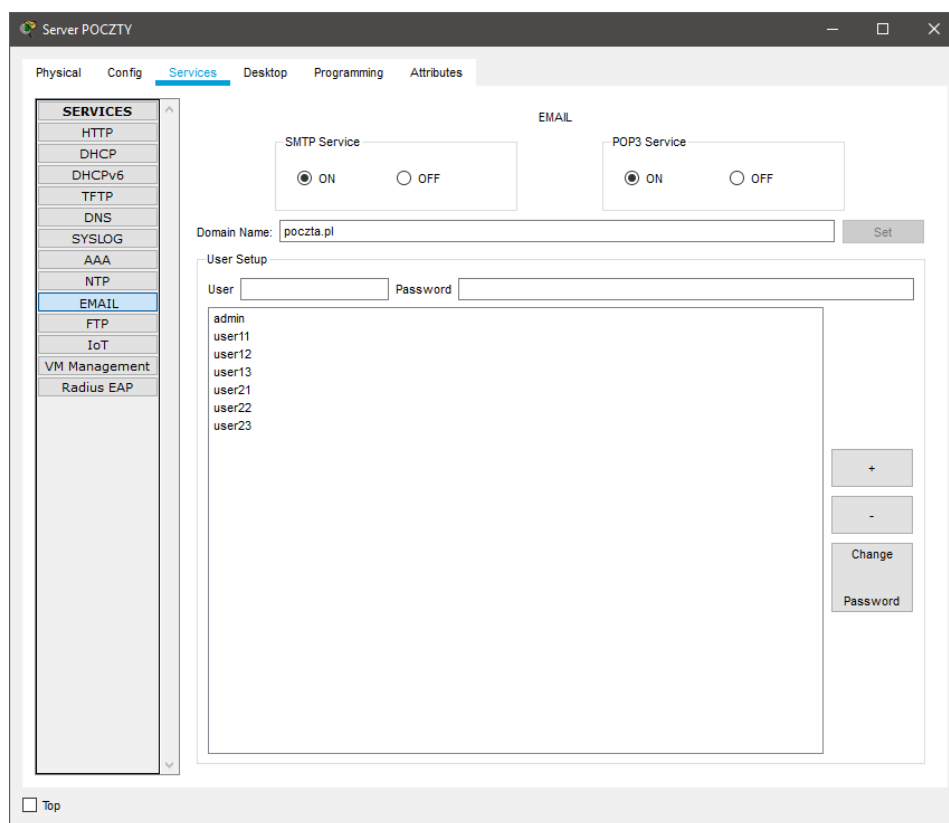 Server POCZTY
Physical Config Services Desktop Programming Attributes
SERVICES
HTTP
DHCP
DHCPv6
TFTP
DNS
SYSLOG
AAA
NTP
EMAIL
FTP
IoT
VM Management
Radius EAP
EMAIL
SMTP Service
ON OFF
POP3 Service
ON OFF
Domain Name: poczta.pl Set
User Setup
User Password
admin
user11
user12
user13
user21
user22
user23
+
-
Change
Password
Top